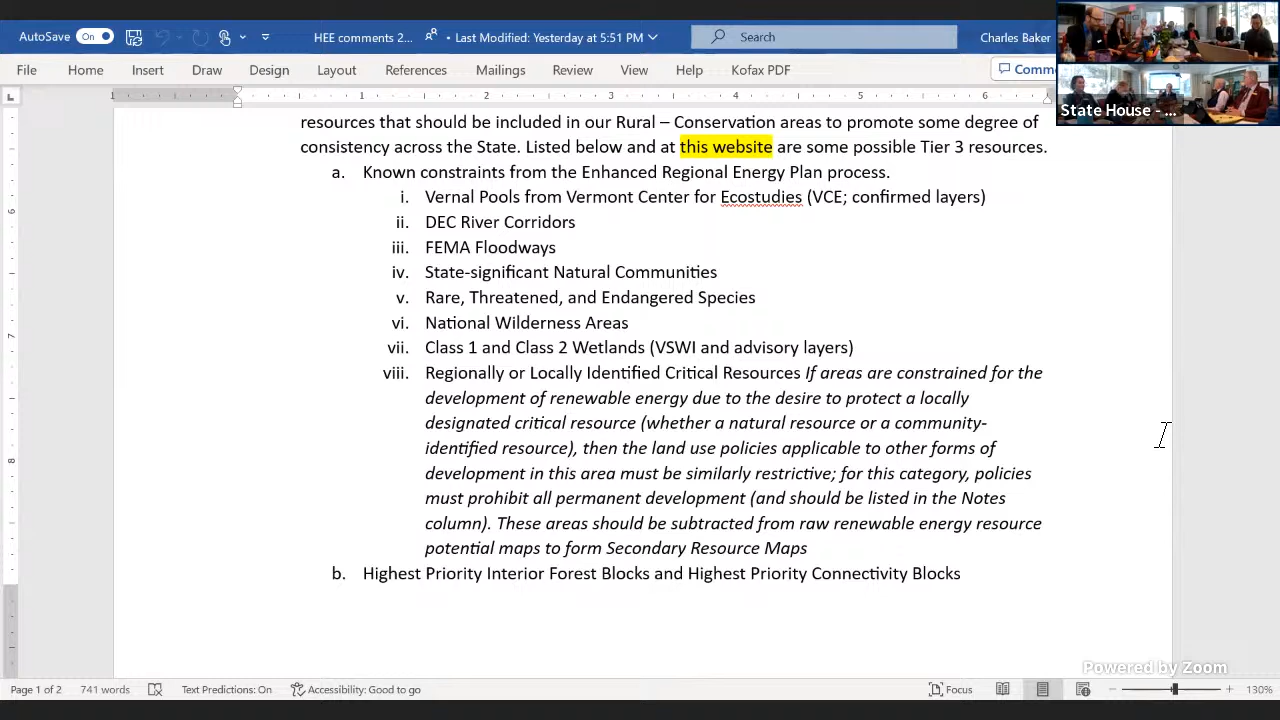 AutoSave On HEE comments 2... • Last Modified: Yesterday at 5:51 PM Search Charles Baker
File Home Insert Draw Design Layout References Mailings Review View Help Kofax PDF Comm
State House - ...
1 1 2 3 4 5 6
resources that should be included in our Rural – Conservation areas to promote some degree of
consistency across the State. Listed below and at this website are some possible Tier 3 resources.
a. Known constraints from the Enhanced Regional Energy Plan process.
i. Vernal Pools from Vermont Center for Ecostudies (VCE; confirmed layers)
ii. DEC River Corridors
iii. FEMA Floodways
iv. State-significant Natural Communities
v. Rare, Threatened, and Endangered Species
vi. National Wilderness Areas
vii. Class 1 and Class 2 Wetlands (VSWI and advisory layers)
viii. Regionally or Locally Identified Critical Resources If areas are constrained for the
development of renewable energy due to the desire to protect a locally
designated critical resource (whether a natural resource or a community-
identified resource), then the land use policies applicable to other forms of
development in this area must be similarly restrictive; for this category, policies
must prohibit all permanent development (and should be listed in the Notes
column). These areas should be subtracted from raw renewable energy resource
potential maps to form Secondary Resource Maps
b. Highest Priority Interior Forest Blocks and Highest Priority Connectivity Blocks
6
7
8
Powered by Zoom
Page 1 of 2 741 words Text Predictions: On Accessibility: Good to go Focus 130%